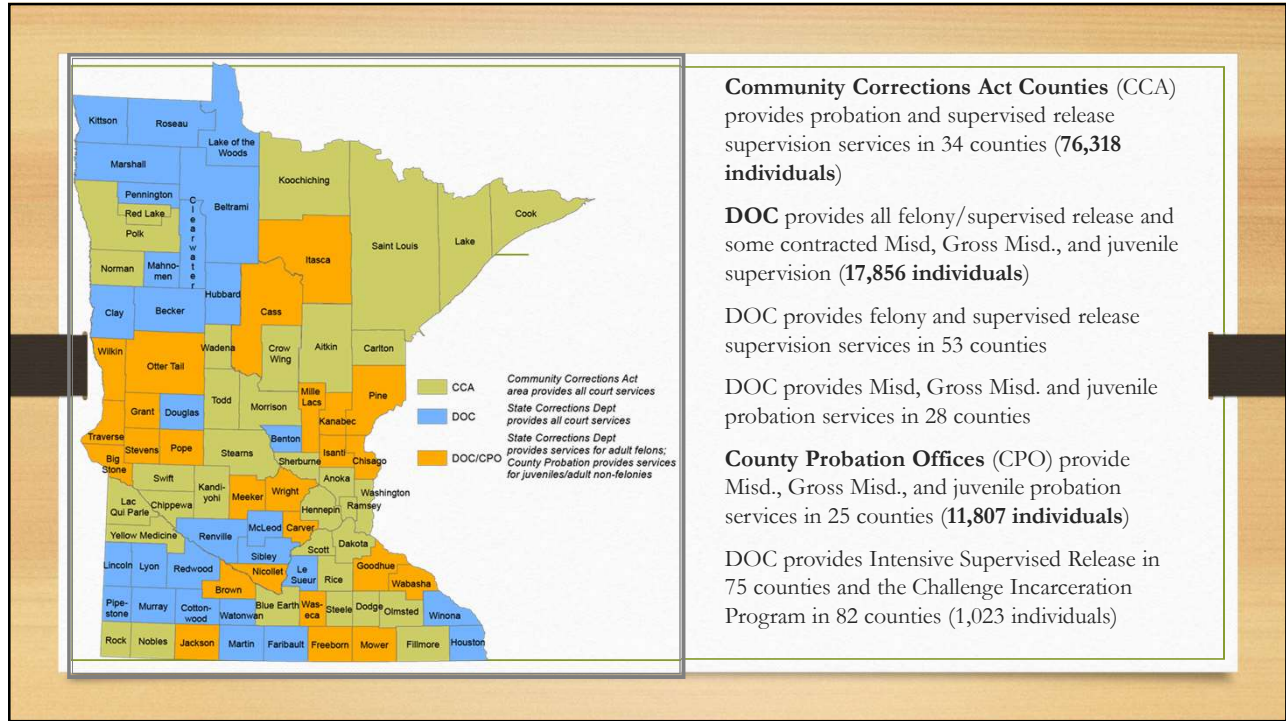 Kittson
Roseau
Lake of the
Woods
Marshall
Pennington
Clearwater
Beltrami
Koochiching
Cook
Lake
Saint Louis
Red Lake
Polk
Itasca
Norman
Mahno-
men
Hubbard
Cass
Clay
Becker
Wadena
Crow
Wing
Aitkin
Carlton
Wilkin
Otter Tail
Todd
Morrison
Mille
Lacs
Kanabec
Pine
Grant
Douglas
Traverse
Stevens
Pope
Stearns
Benton
Isanti
Chisago
Big
Stone
Sherburne
Swift
Kandi-
yohi
Meeker
Wright
Anoka
Washington
Ramsey
Hennepin
Lac
Qui Parle
Chippewa
Yellow Medicine
Renville
McLeod
Carver
Scott
Dakota
Sibley
Lincoln
Lyon
Redwood
Nicollet
Le
Sueur
Rice
Goodhue
Wabasha
Brown
Pipe-
stone
Murray
Cotton-
wood
Watonwan
Blue Earth
Was-
eca
Steele
Dodge
Olmsted
Winona
Rock
Nobles
Jackson
Martin
Faribault
Freeborn
Mower
Fillmore
Houston
CCA
Community Corrections Act
area provides all court services
DOC
State Corrections Dept
provides all court services
DOC/CPO
State Corrections Dept
provides services for adult felons;
County Probation provides services
for juveniles/adult non-felonies
Community Corrections Act Counties (CCA)
provides probation and supervised release
supervision services in 34 counties (76,318
individuals)
DOC provides all felony/supervised release and
some contracted Misd, Gross Misd., and juvenile
supervision (17,856 individuals)
DOC provides felony and supervised release
supervision services in 53 counties
DOC provides Misd, Gross Misd. and juvenile
probation services in 28 counties
County Probation Offices (CPO) provide
Misd., Gross Misd., and juvenile probation
services in 25 counties (11,807 individuals)
DOC provides Intensive Supervised Release in
75 counties and the Challenge Incarceration
Program in 82 counties (1,023 individuals)